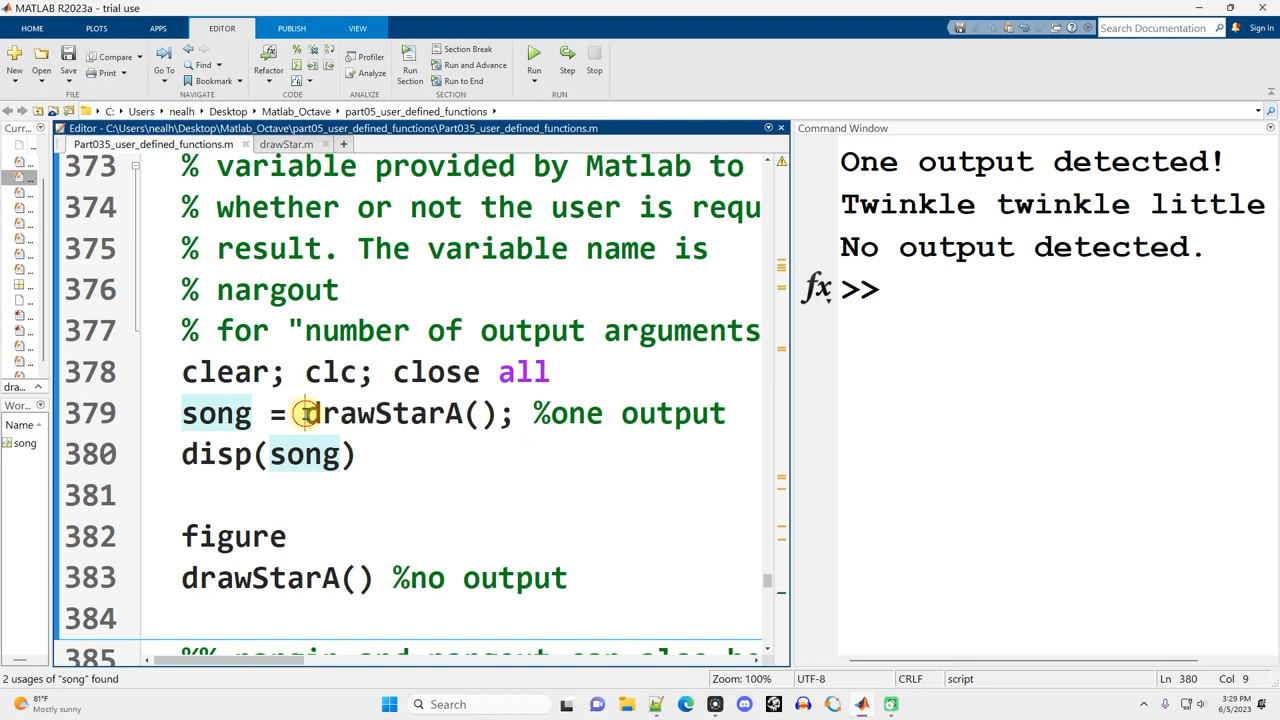 MATLAB R2023a - trial use
HOME PLOTS APPS EDITOR PUBLISH VIEW Search Documentation Sign In
New Open Save Compare Print Go To Find Bookmark Refactor Profiler Analyze Run Section Section Break Run and Advance Run to End Run Step Stop
FILE NAVIGATE CODE ANALYZE SECTION RUN
C: Users nealh Desktop Matlab_Octave part05_user_defined_functions
Curr... Editor - C:\Users\nealh\Desktop\Matlab_Octave\part05_user_defined_functions\Part035_user_defined_functions.m Command Window
Part035_user_defined_functions.m drawStar.m +
373 % variable provided by Matlab to
374 % whether or not the user is requ
375 % result. The variable name is
376 % nargout
377 % for "number of output arguments
378 clear; clc; close all
379 song = drawStarA(); %one output
380 disp(song)
381
382 figure
383 drawStarA() %no output
384
385
One output detected!
Twinkle twinkle little
No output detected.
fx >>
dra...
Wor...
Name
song
2 usages of "song" found Zoom: 100% UTF-8 CRLF script Ln 380 Col 9
81°F
Mostly sunny
Search
3:29 PM
6/5/2023